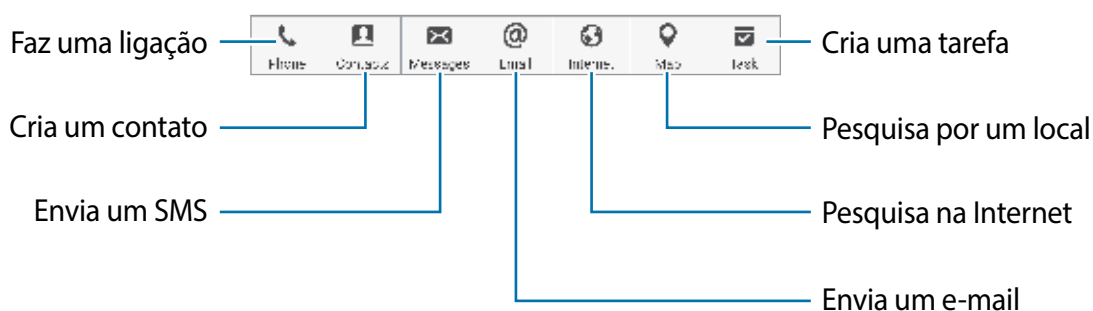 Faz uma ligação
Cria um contato
Envia um SMS
Phone
Contacts
Messages
Email
Internet
Map
Task
Cria uma tarefa
Pesquisa por um local
Pesquisa na Internet
Envia um e-mail